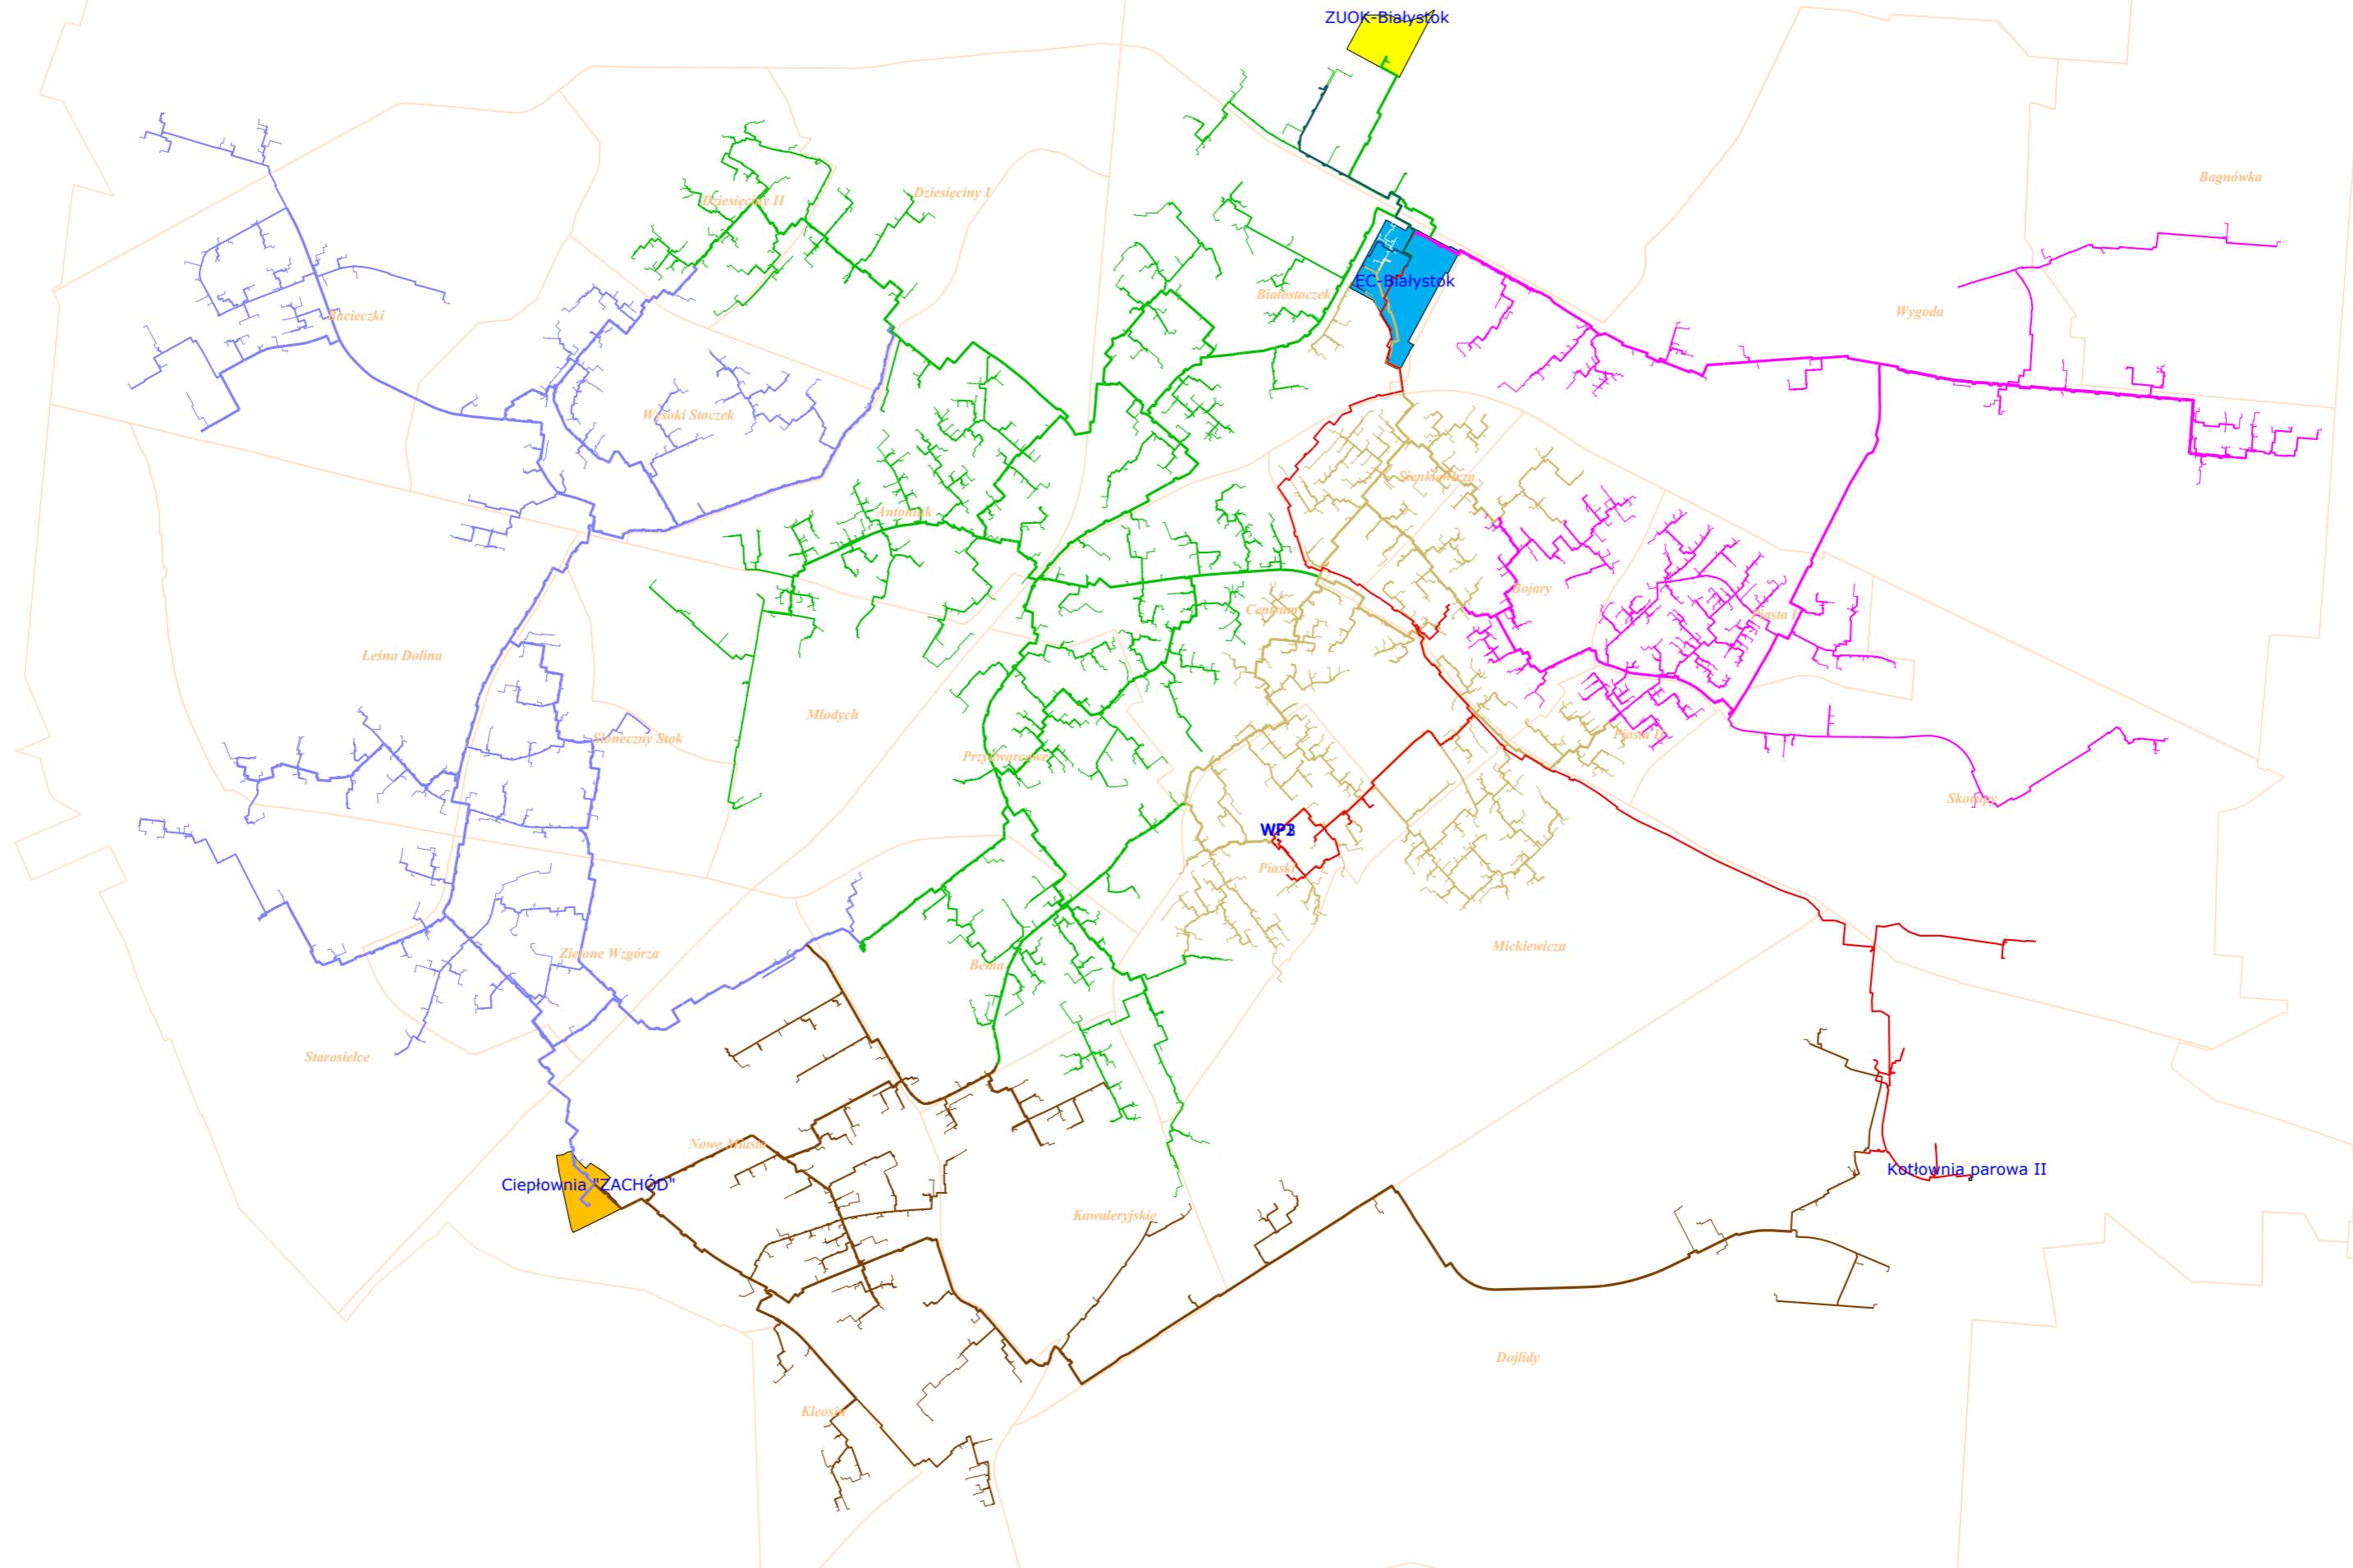 ZUOK-Białystok
Bagnówka
Dziesięciny I
Dziesięciny II
EC-Białystok
Białostoczek
Wygoda
Bacieczki
Wysoki Stoczek
Sienkiewicza
Antoniuk
Bojary
Centrum
Piasta I
Leśna Dolina
Młodych
Piasta II
Słoneczny Stok
Przydworcowe
Skorupy
WP2
Piaski
Mickiewicza
Zielone Wzgórza
Bema
Starosielce
Nowe Miasto
Kotłownia parowa II
Ciepłownia "ZACHÓD"
Kawaleryjskie
Dojlidy
Kleosin